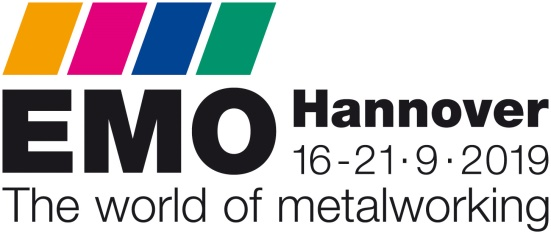 EMO Hannover
16-21·9·2019
The world of metalworking